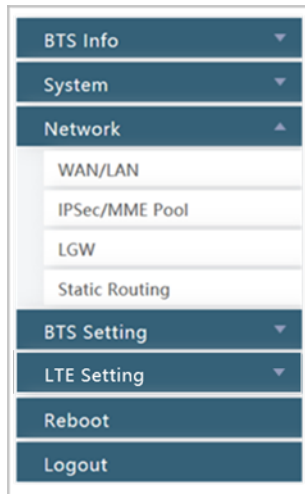 BTS Info
System
Network
WAN/LAN
IPSec/MME Pool
LGW
Static Routing
BTS Setting
LTE Setting
Reboot
Logout